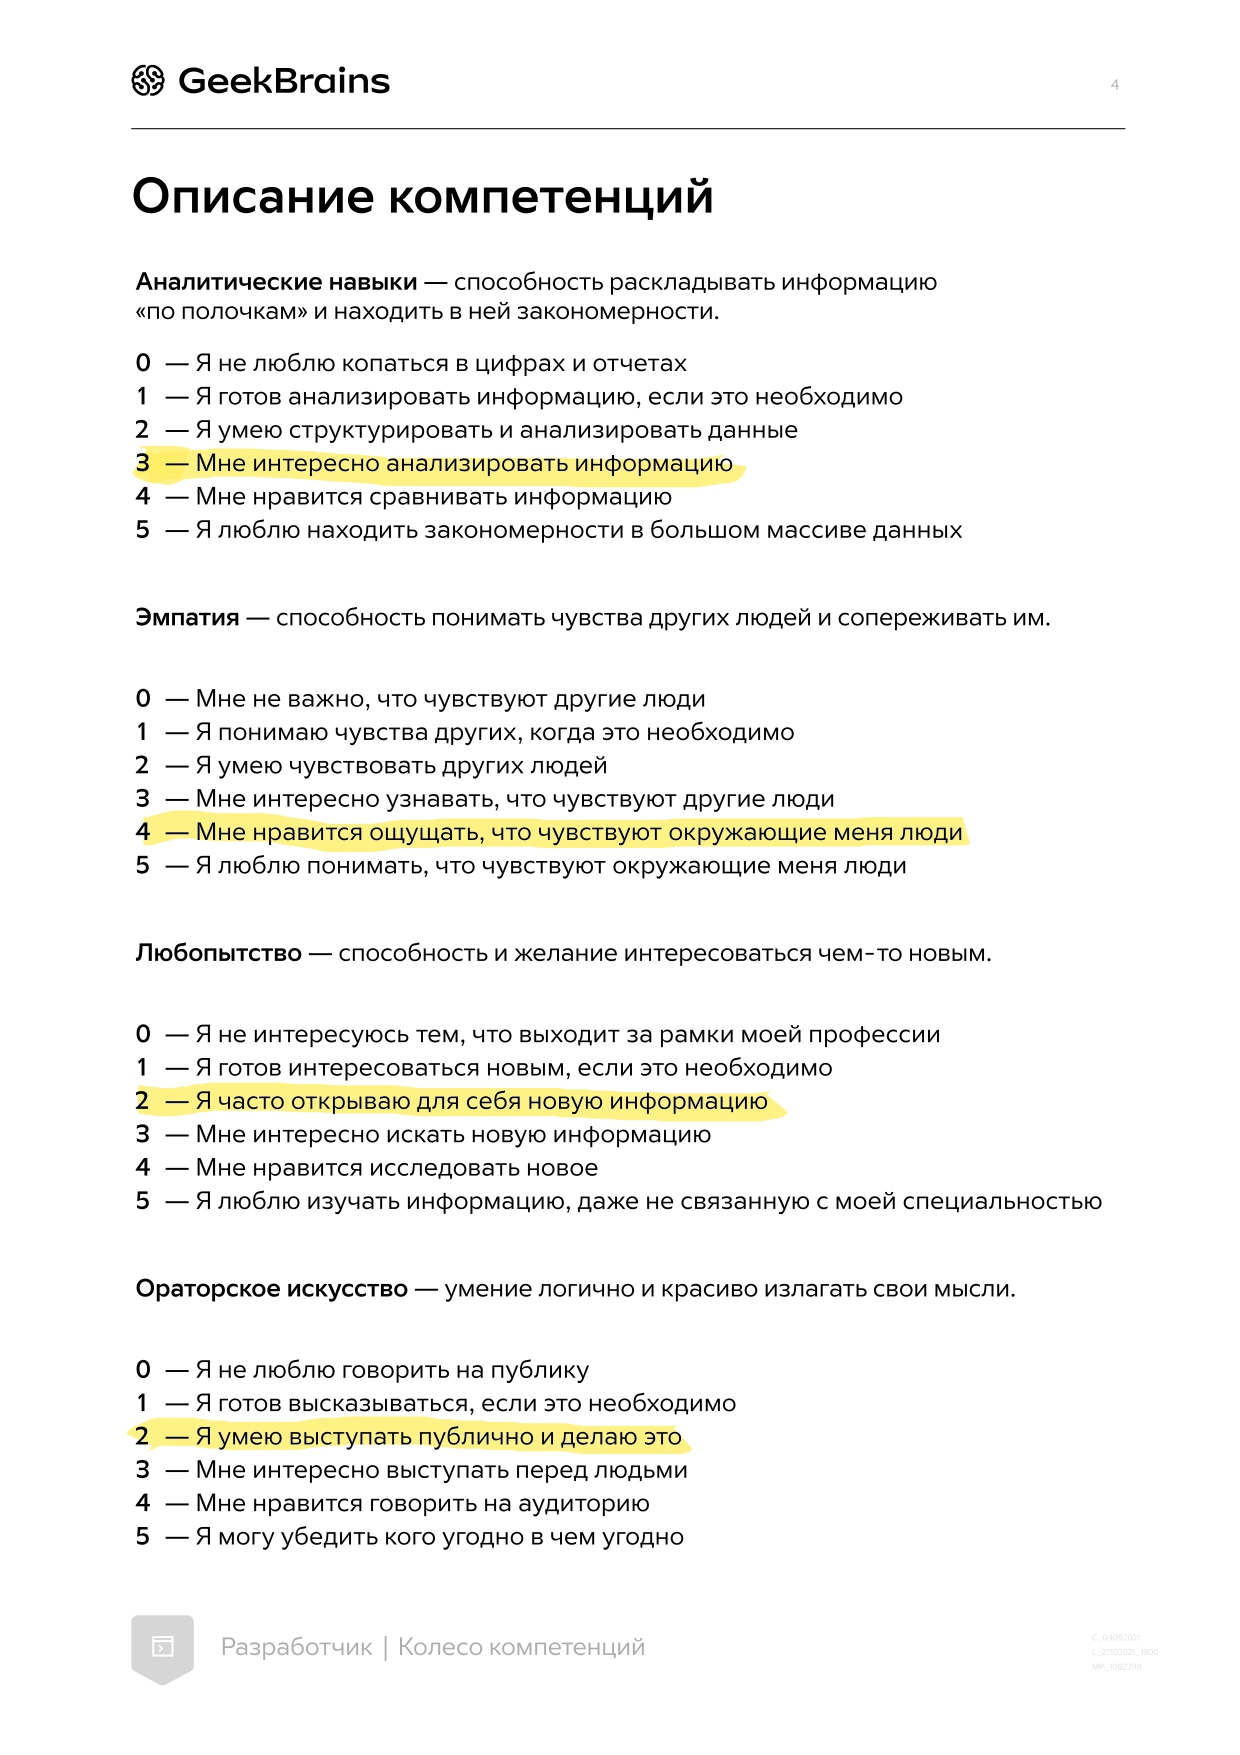 GeekBrains
4
Описание компетенций
Аналитические навыки — способность раскладывать информацию
«по полочкам» и находить в ней закономерности.
0 — Я не люблю копаться в цифрах и отчетах
1 — Я готов анализировать информацию, если это необходимо
2 — Я умею структурировать и анализировать данные
3 — Мне интересно анализировать информацию
4 — Мне нравится сравнивать информацию
5 — Я люблю находить закономерности в большом массиве данных
Эмпатия — способность понимать чувства других людей и сопереживать им.
0 — Мне не важно, что чувствуют другие люди
1 — Я понимаю чувства других, когда это необходимо
2 — Я умею чувствовать других людей
3 — Мне интересно узнавать, что чувствуют другие люди
4 — Мне нравится ощущать, что чувствуют окружающие меня люди
5 — Я люблю понимать, что чувствуют окружающие меня люди
Любопытство — способность и желание интересоваться чем-то новым.
0 — Я не интересуюсь тем, что выходит за рамки моей профессии
1 — Я готов интересоваться новым, если это необходимо
2 — Я часто открываю для себя новую информацию
3 — Мне интересно искать новую информацию
4 — Мне нравится исследовать новое
5 — Я люблю изучать информацию, даже не связанную с моей специальностью
Ораторское искусство — умение логично и красиво излагать свои мысли.
0 — Я не люблю говорить на публику
1 — Я готов высказываться, если это необходимо
2 — Я умею выступать публично и делаю это
3 — Мне интересно выступать перед людьми
4 — Мне нравится говорить на аудиторию
5 — Я могу убедить кого угодно в чем угодно
Разработчик | Колесо компетенций